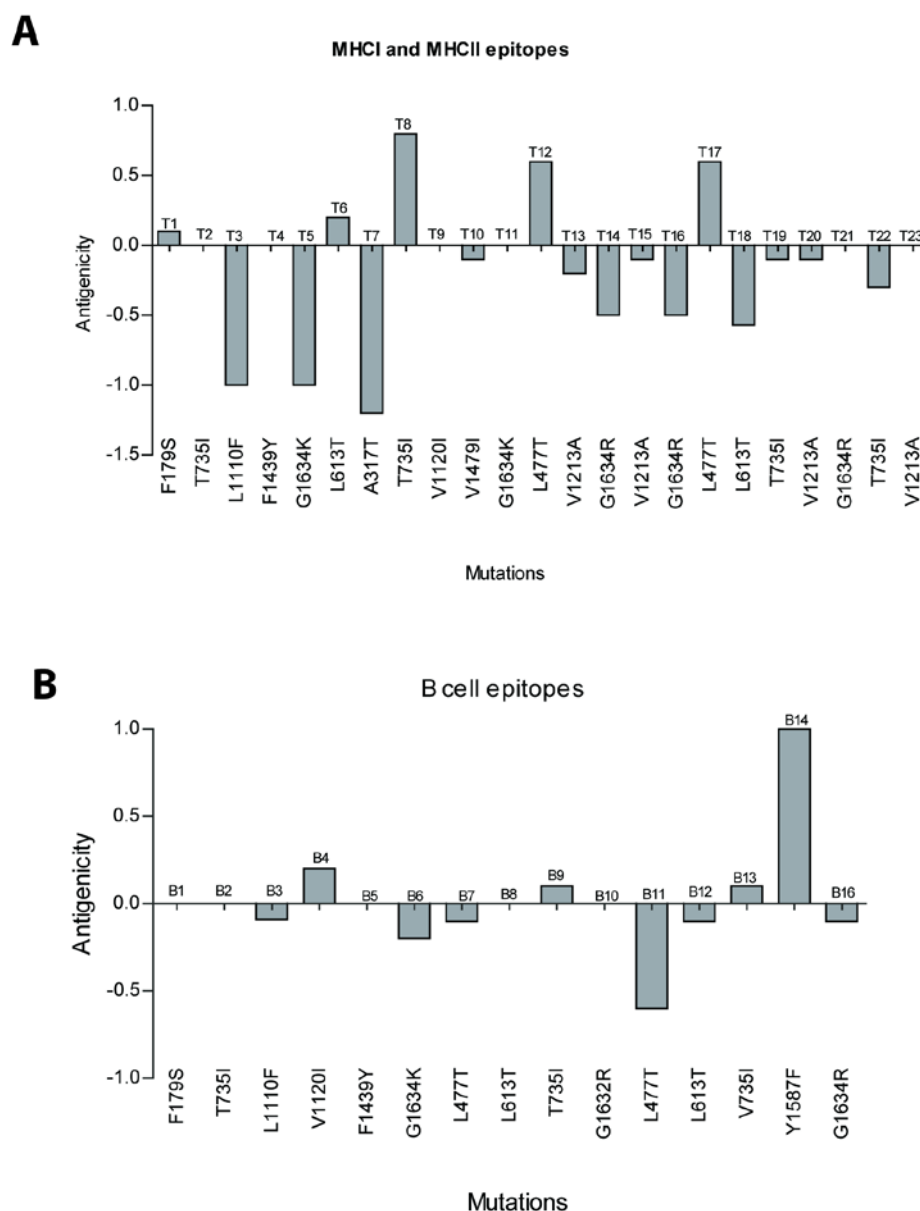 A
MHCI and MHCII epitopes
Antigenicity
1.0
0.5
0.0
-0.5
-1.0
-1.5
T1 T2 T3 T4 T5 T6 T7 T8 T9 T10 T11 T12 T13 T14 T15 T16 T17 T18 T19 T20 T21 T22 T23
F179S
T735I
L1110F
F1439Y
G1634K
L613T
A317T
T735I
V1120I
V1479I
G1634K
L477T
V1213A
G1634R
V1213A
G1634R
L477T
L613T
T735I
V1213A
G1634R
T735I
V1213A
Mutations
B
B cell epitopes
Antigenicity
1.0
0.5
0.0
-0.5
-1.0
B1 B2 B3 B4 B5 B6 B7 B8 B9 B10 B11 B12 B13 B14 B16
F179S
T735I
L1110F
V1120I
F1439Y
G1634K
L477T
L613T
T735I
G1632R
L477T
L613T
V735I
Y1587F
G1634R
Mutations